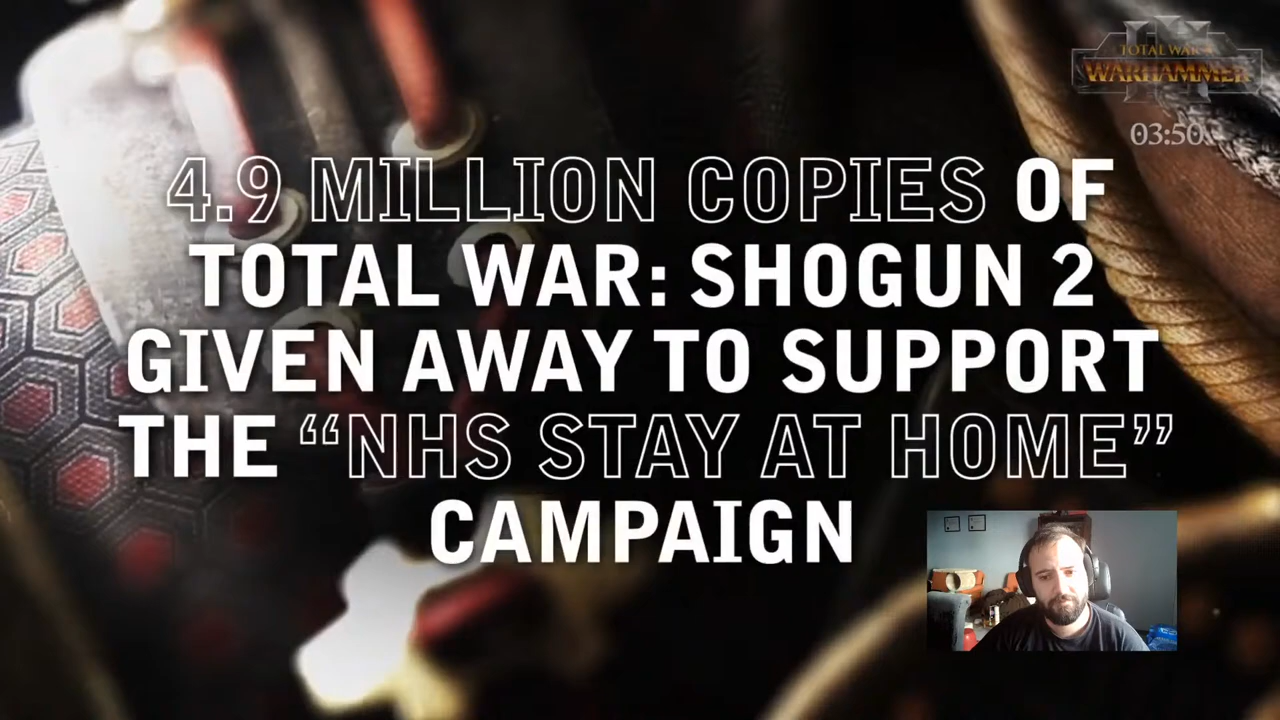 TOTAL WAR
WARHAMMER
03:50
4.9 MILLION COPIES OF
TOTAL WAR: SHOGUN 2
GIVEN AWAY TO SUPPORT
THE “NHS STAY AT HOME”
CAMPAIGN